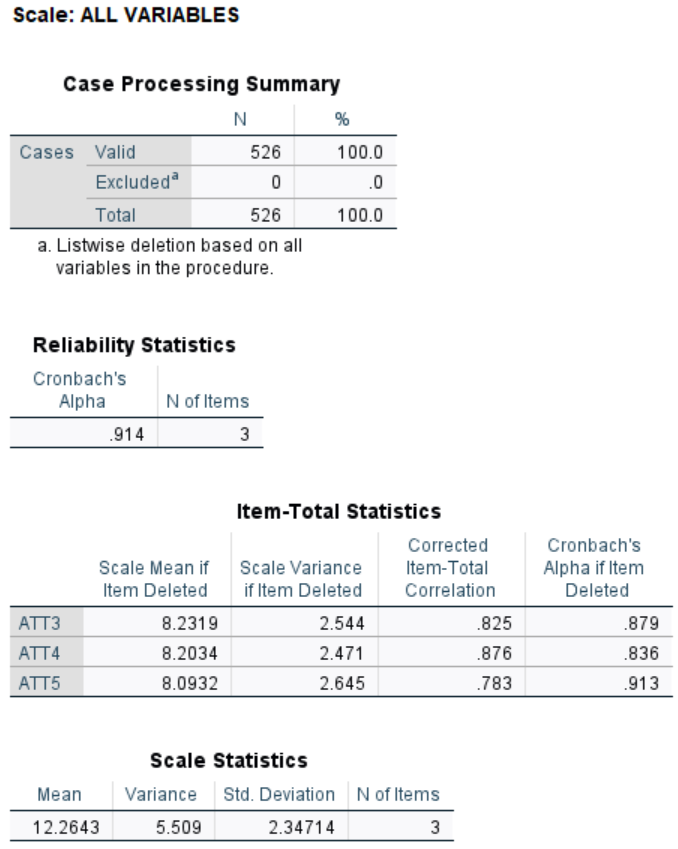 Scale: ALL VARIABLES
Case Processing Summary
N %
Cases Valid 526 100.0
Excludedᵃ 0 .0
Total 526 100.0
a. Listwise deletion based on all
variables in the procedure.
Reliability Statistics
Cronbach's
Alpha N of Items
.914 3
Item-Total Statistics
Scale Mean if Item Deleted Scale Variance if Item Deleted Corrected Item-Total Correlation Cronbach's Alpha if Item Deleted
ATT3 8.2319 2.544 .825 .879
ATT4 8.2034 2.471 .876 .836
ATT5 8.0932 2.645 .783 .913
Scale Statistics
Mean Variance Std. Deviation N of Items
12.2643 5.509 2.34714 3